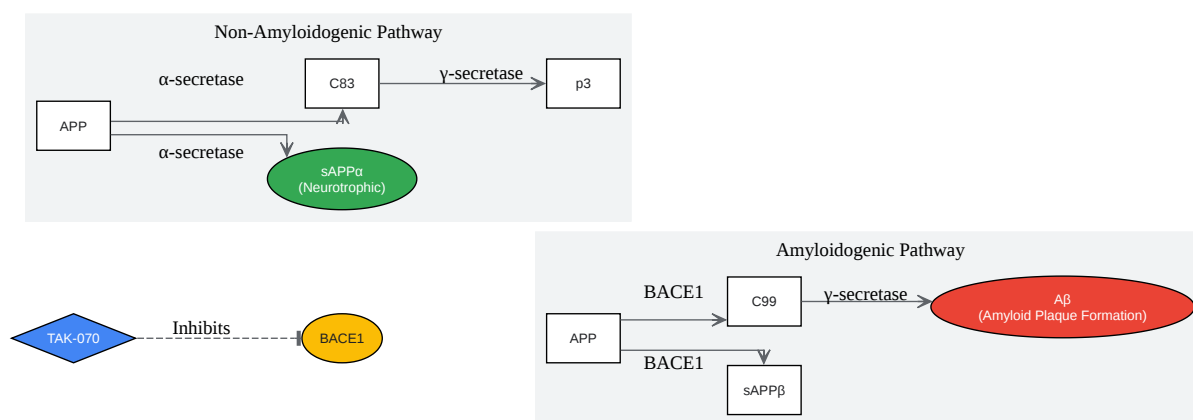 Non-Amyloidogenic Pathway
α-secretase
C83
γ-secretase
p3
APP
α-secretase
sAPPα
(Neurotrophic)
Amyloidogenic Pathway
BACE1
C99
γ-secretase
Aβ
(Amyloid Plaque Formation)
APP
BACE1
sAPPβ
TAK-070
Inhibits
BACE1